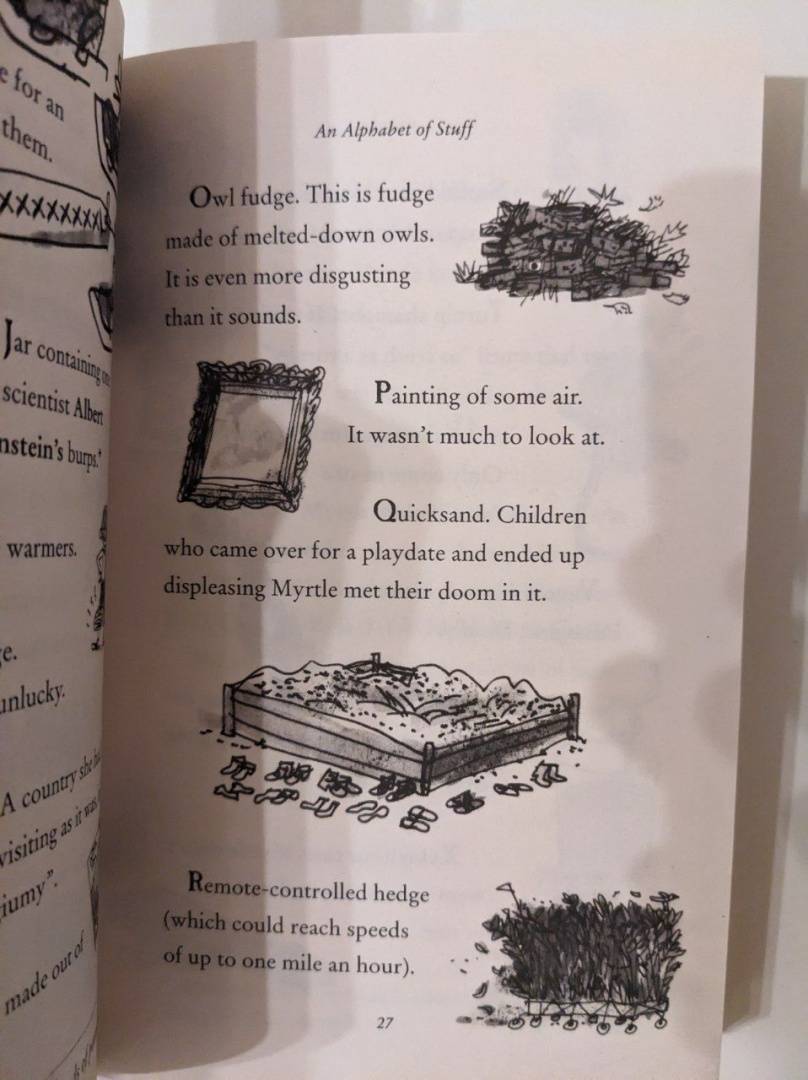 e for an
them.
XXXXXXXX
Jar containing
scientist Albert
nstein's burps.
warmers.
e.
unlucky.
A country she
visiting as it was
iumy".
made out of
An Alphabet of Stuff
Owl fudge. This is fudge
made of melted-down owls.
It is even more disgusting
than it sounds.
Painting of some air.
It wasn't much to look at.
Quicksand. Children
who came over for a playdate and ended up
displeasing Myrtle met their doom in it.
Remote-controlled hedge
(which could reach speeds
of up to one mile an hour).
27